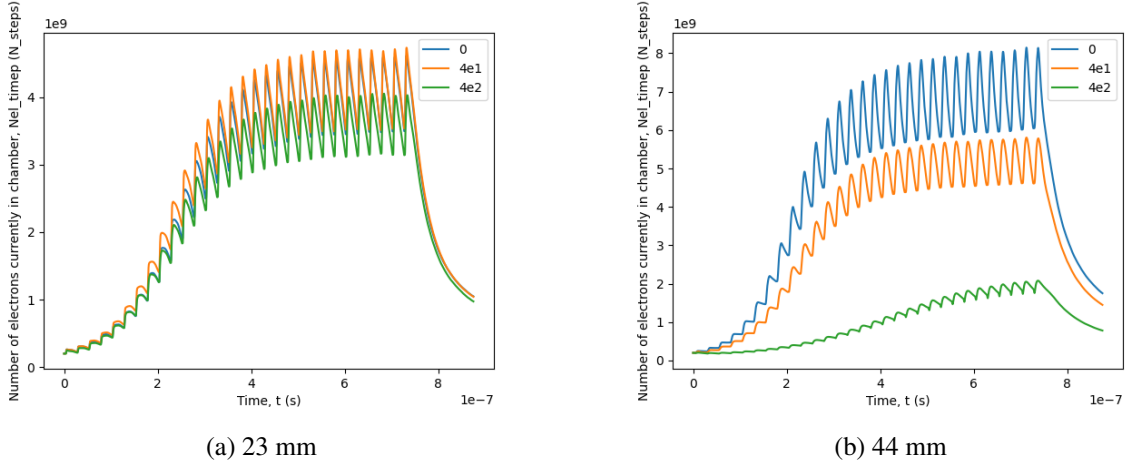 Number of electrons currently in chamber, Nel_timep (N_steps)
1e9
4
3
2
1
0
0
4e1
4e2
0
2
4
6
8
1e-7
Time, t (s)
(a) 23 mm
Number of electrons currently in chamber, Nel_timep (N_steps)
1e9
8
7
6
5
4
3
2
1
0
0
4e1
4e2
0
2
4
6
8
1e-7
Time, t (s)
(b) 44 mm